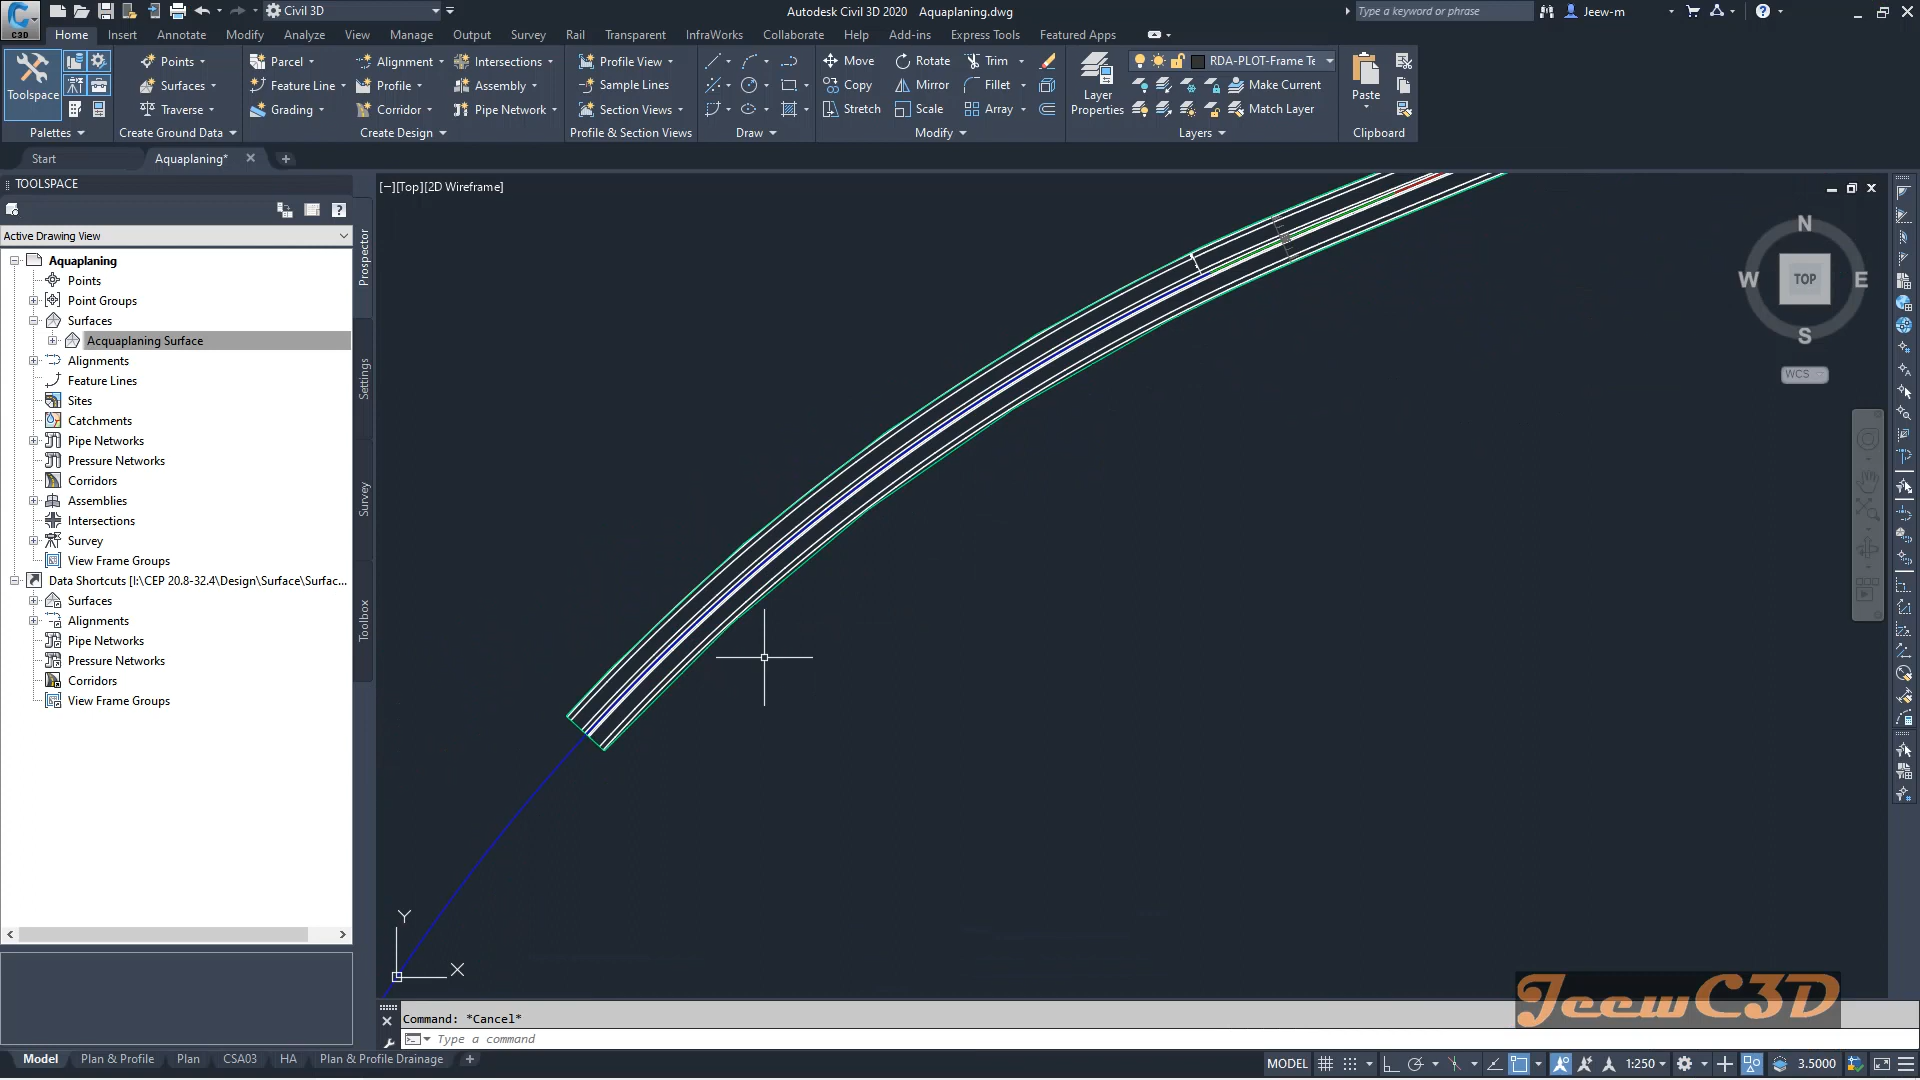 Civil 3D
Autodesk Civil 3D 2020 Aquaplaning.dwg
Type a keyword or phrase
Jeew-m
C3D
Home Insert Annotate Modify Analyze View Manage Output Survey Rail Transparent InfraWorks Collaborate Help Add-ins Express Tools Featured Apps
Points Parcel Alignment Intersections Profile View Move Rotate Trim RDA-PLOT-Frame Te
Surfaces Feature Line Profile Assembly Sample Lines Copy Mirror Fillet Make Current
Toolspace Traverse Grading Corridor Pipe Network Section Views Stretch Scale Array Layer Properties Match Layer Paste
Palettes Create Ground Data Create Design Profile & Section Views Draw Modify Layers Clipboard
Start Aquaplaning*
TOOLSPACE
[−][Top][2D Wireframe]
Active Drawing View
Aquaplaning
Points
Point Groups
Surfaces
Acquaplaning Surface
Alignments
Feature Lines
Sites
Catchments
Pipe Networks
Pressure Networks
Corridors
Assemblies
Intersections
Survey
View Frame Groups
Data Shortcuts [I:\CEP 20.8-32.4\Design\Surface\Surfac...
Surfaces
Alignments
Pipe Networks
Pressure Networks
Corridors
View Frame Groups
Prospector
Settings
Survey
Toolbox
N
W TOP E
S
WCS
Y
X
JeewC3D
Command: *Cancel*
Type a command
Model Plan & Profile Plan CSA03 HA Plan & Profile Drainage
MODEL 1:250 3.5000